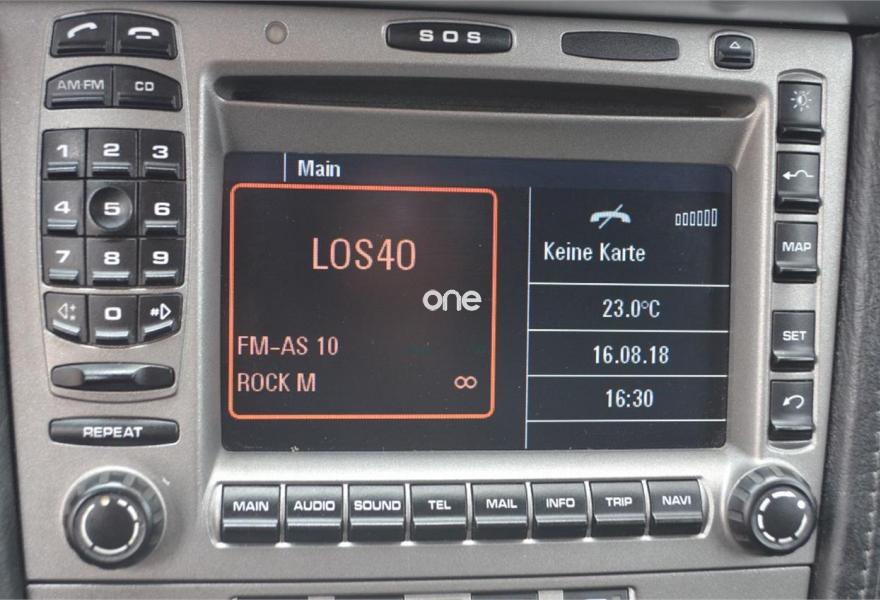 SOS
AM·FM
CD
1
2
3
4
5
6
7
8
9
0
#
REPEAT
Main
LOS40
FM-AS 10
ROCK M
∞
Keine Karte
23.0°C
16.08.18
16:30
one
MAP
SET
MAIN
AUDIO
SOUND
TEL
MAIL
INFO
TRIP
NAVI